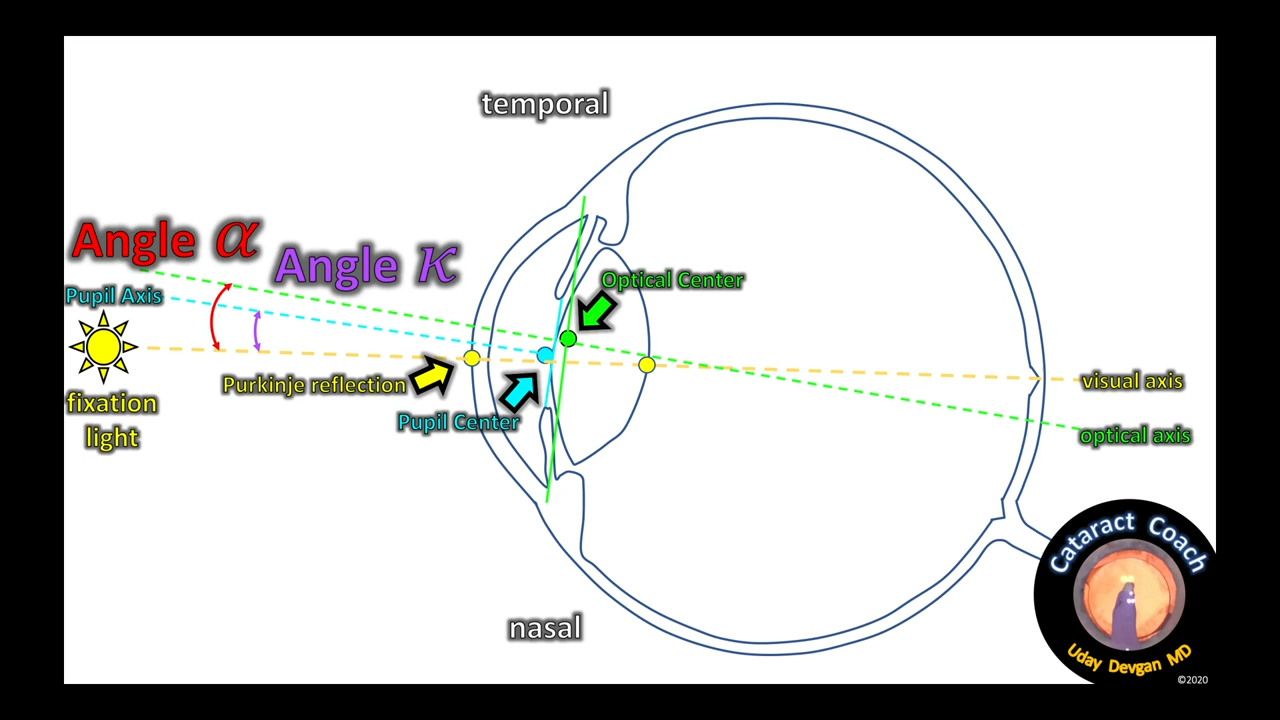 temporal
Angle α
Angle κ
Optical Center
Pupil Axis
Purkinje reflection
Pupil Center
fixation
light
visual axis
optical axis
nasal
Cataract Coach
Uday Devgan MD
©2020